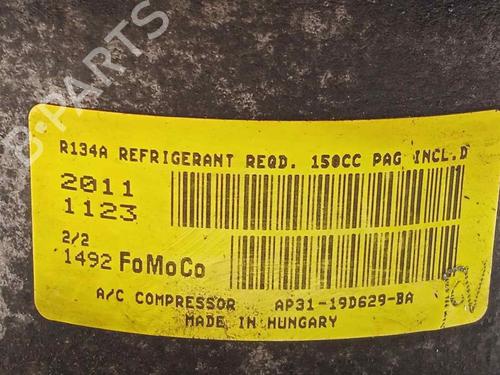 R134A REFRIGERANT REQD. 150CC PAG INCL.D
2011
1123
2/2
1492 FoMoCo
A/C COMPRESSOR AP31-19D629-BA
MADE IN HUNGARY
B-PARTS